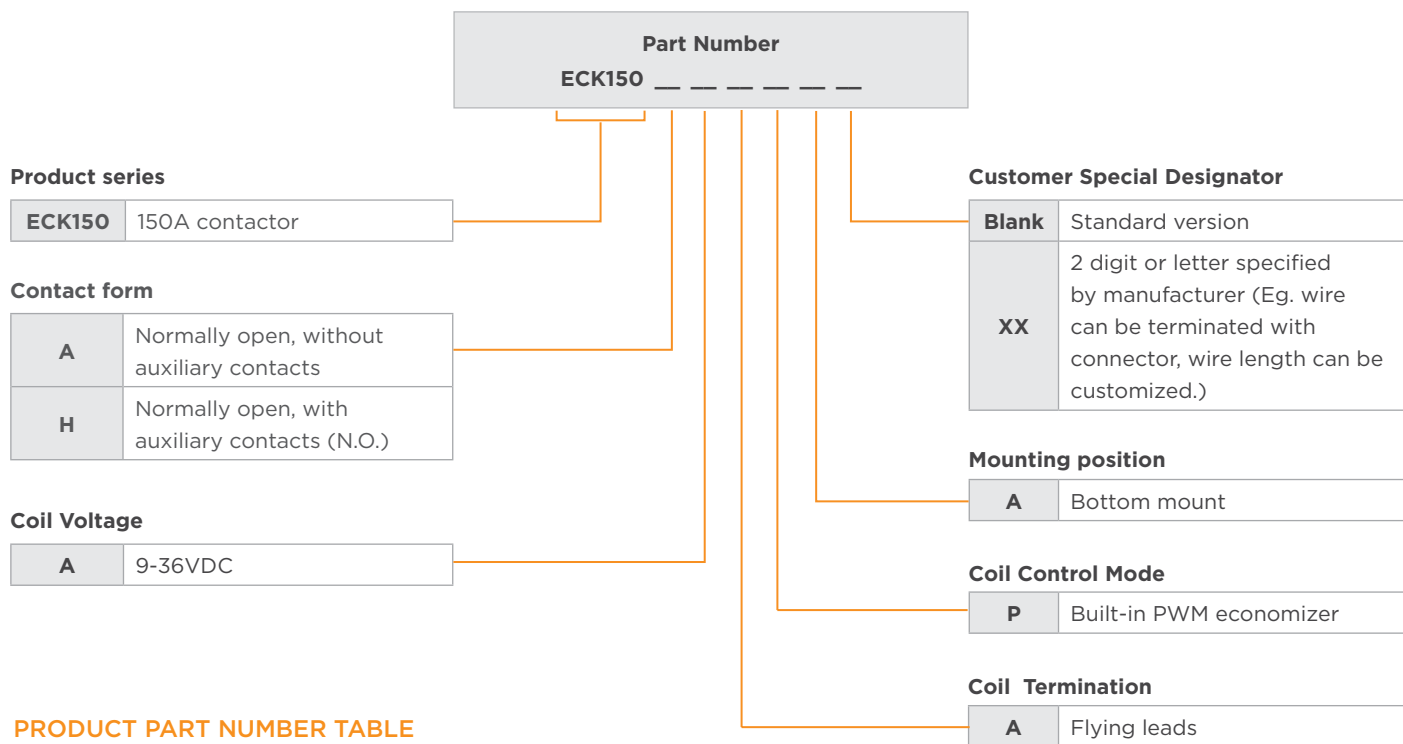 Part Number
ECK150 __ __ __ __ __ __
Product series
ECK150 150A contactor
Contact form
A Normally open, without
auxiliary contacts
H Normally open, with
auxiliary contacts (N.O.)
Coil Voltage
A 9-36VDC
PRODUCT PART NUMBER TABLE
Customer Special Designator
Blank Standard version
XX 2 digit or letter specified
by manufacturer (Eg. wire
can be terminated with
connector, wire length can be
customized.)
Mounting position
A Bottom mount
Coil Control Mode
P Built-in PWM economizer
Coil Termination
A Flying leads